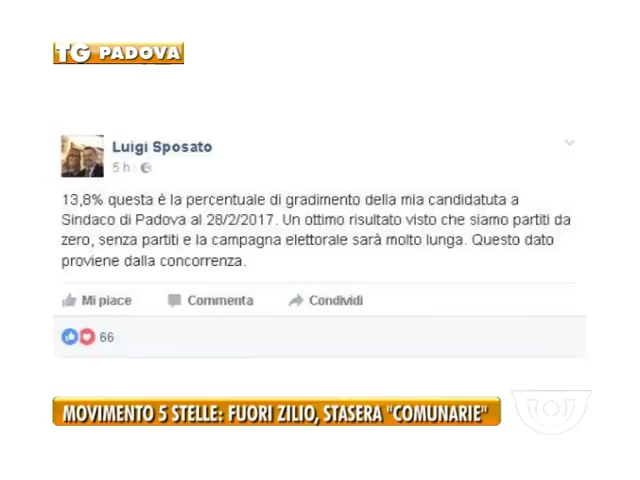 TG PADOVA
Luigi Sposato
5 h
13,8% questa è la percentuale di gradimento della mia candidatuta a
Sindaco di Padova al 28/2/2017. Un ottimo risultato visto che siamo partiti da
zero, senza partiti e la campagna elettorale sarà molto lunga. Questo dato
proviene dalla concorrenza.
Mi piace Commenta Condividi
66
MOVIMENTO 5 STELLE: FUORI ZILIO, STASERA "COMUNARIE"